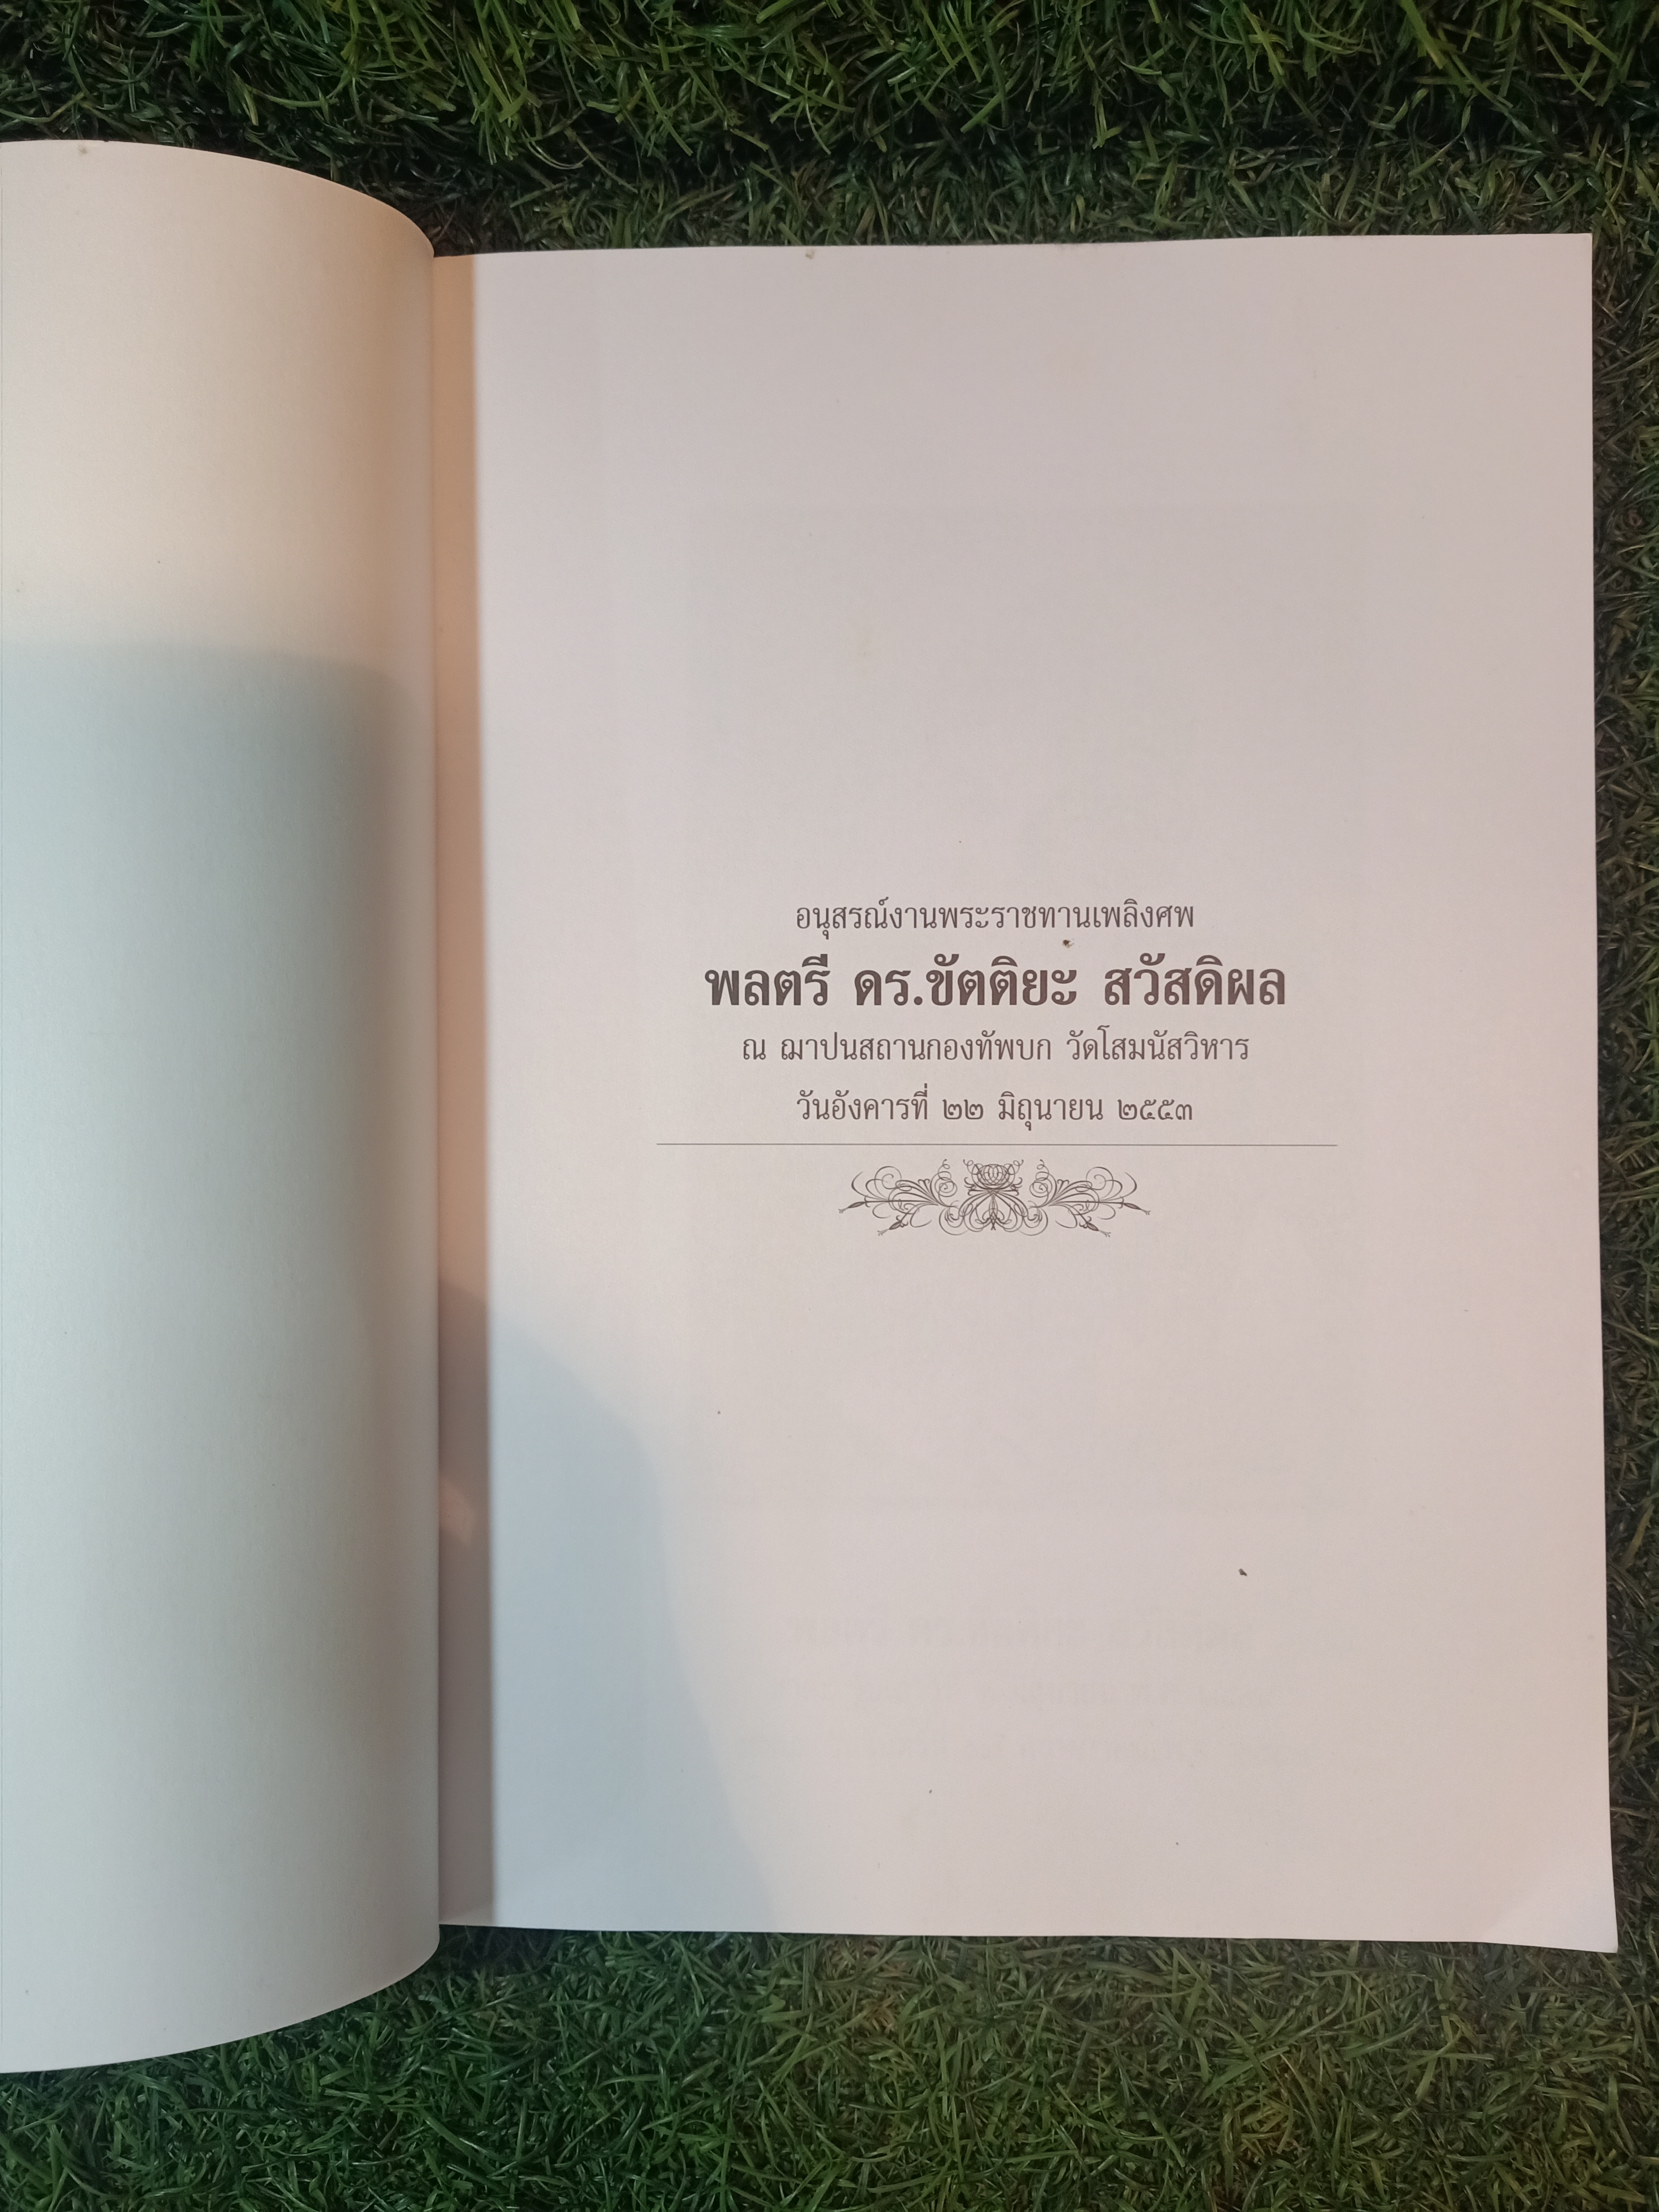 อนุสรณ์งานพระราชทานเพลิงศพ
พลตรี ดร.ขัตติยะ สวัสดิผล
ณ ฌาปนสถานกองทัพบก วัดโสมนัสวิหาร
วันอังคารที่ ๒๒ มิถุนายน ๒๕๕๓